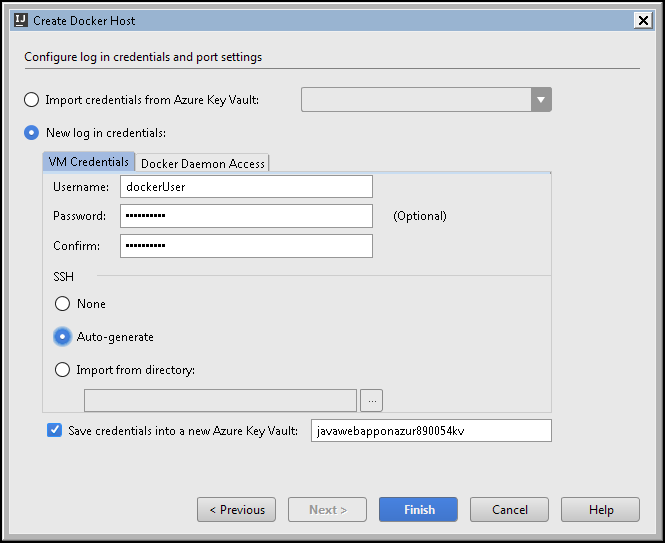 IJ Create Docker Host
Configure log in credentials and port settings
Import credentials from Azure Key Vault:
New log in credentials:
VM Credentials Docker Daemon Access
Username: dockerUser
Password: •••••••••• (Optional)
Confirm: ••••••••••
SSH
None
Auto-generate
Import from directory:
...
Save credentials into a new Azure Key Vault: javawebapponazur890054kv
< Previous Next > Finish Cancel Help